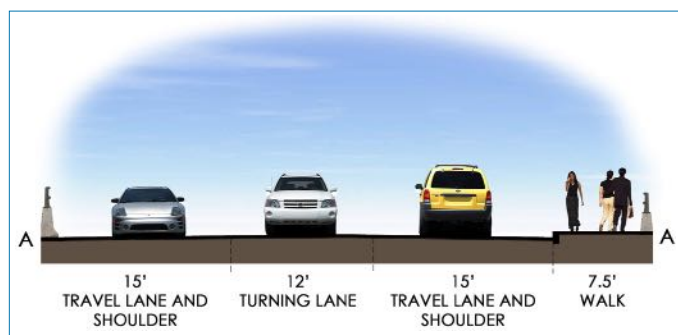 A
A
15'
TRAVEL LANE AND
SHOULDER
12'
TURNING LANE
15'
TRAVEL LANE AND
SHOULDER
7.5'
WALK